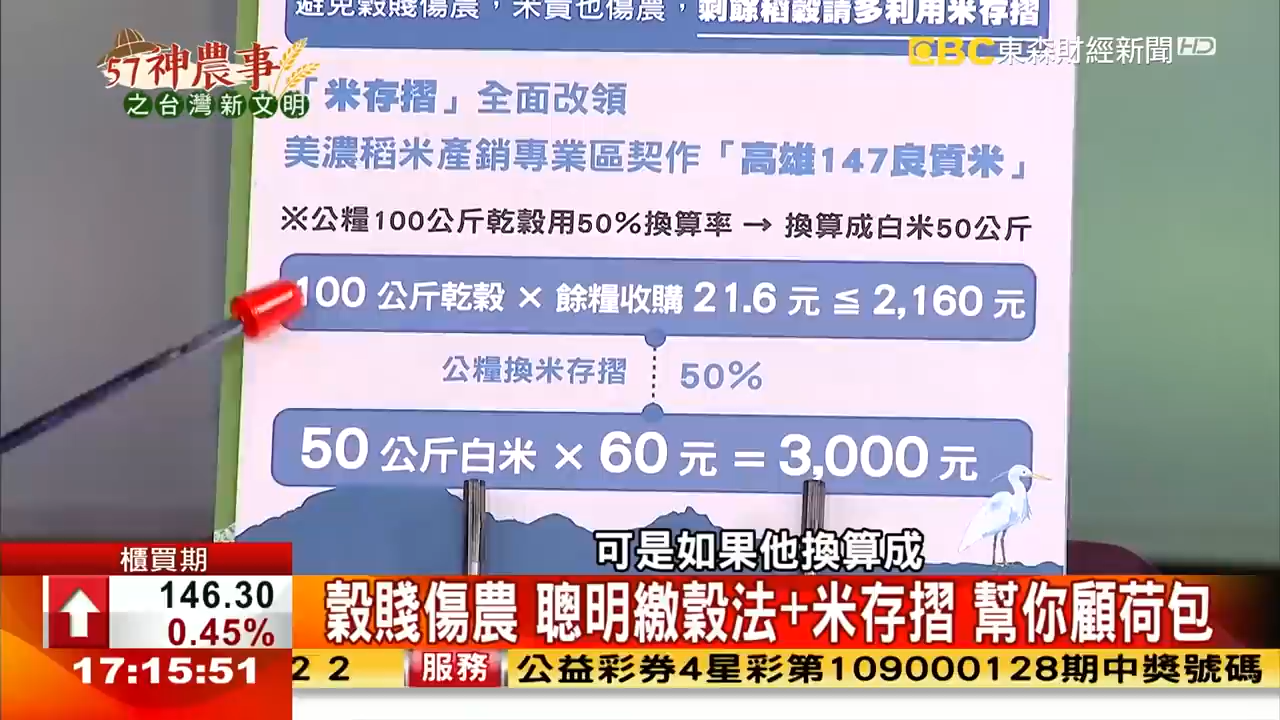 避免穀賤傷農，米貴也傷農，剩餘稻穀請多利用米存摺
57神農事
之台灣新文明
EBC東森財經新聞HD
「米存摺」全面改領
美濃稻米產銷專業區契作「高雄147良質米」
※公糧100公斤乾穀用50%換算率 → 換算成白米50公斤
100 公斤乾穀 × 餘糧收購 21.6 元 ≦ 2,160 元
公糧換米存摺 50%
50 公斤白米 × 60 元 = 3,000 元
可是如果他換算成
櫃買期
146.30
0.45%
穀賤傷農 聰明繳穀法+米存摺 幫你顧荷包
17:15:51
2 2 服務 公益彩券4星彩第109000128期中獎號碼